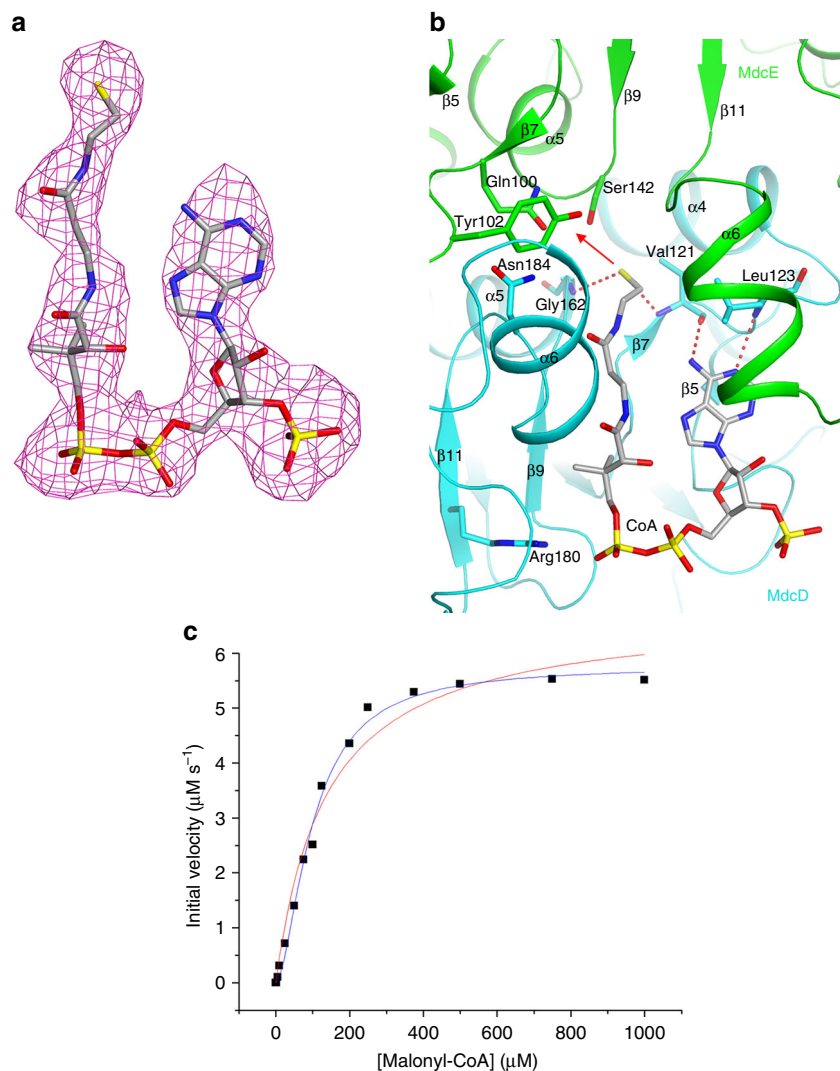 a
b
MdcE
β9
β5
β11
β7
α5
Gln100
Ser142
α4
Tyr102
α6
Val121
Asn184
Leu123
α5
Gly162
β7
α6
β5
β11
β9
CoA
Arg180
MdcD
c
6
5
4
3
2
1
0
Initial velocity (μM s⁻¹)
0 200 400 600 800 1000
[Malonyl-CoA] (μM)